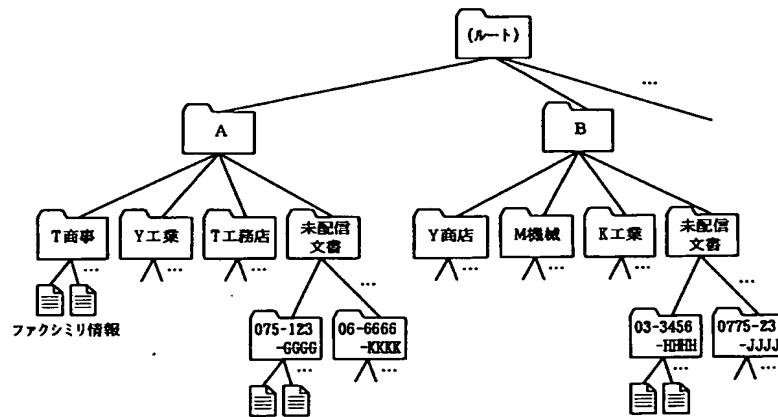 (ルート)
…
A
B
T商事
Y工業
T工務店
未配信
文書
Y商店
M機械
K工業
未配信
文書
…
…
…
…
…
…
…
…
…
…
ファクシミリ情報
075-123
-GGGG
06-6666
-KKKK
03-3456
-HHHH
0775-23
-JJJJ
…
…
…
…